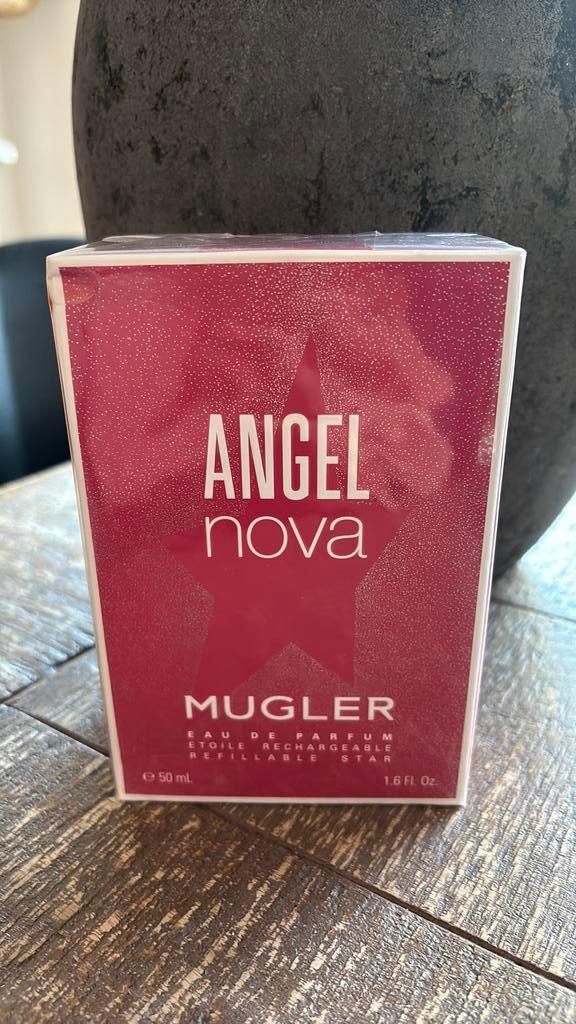 ANGEL
nova
MUGLER
EAU DE PARFUM
ETOILE RECHARGEABLE
REFILLABLE STAR
℮ 50 mL 1.6 Fl. Oz.